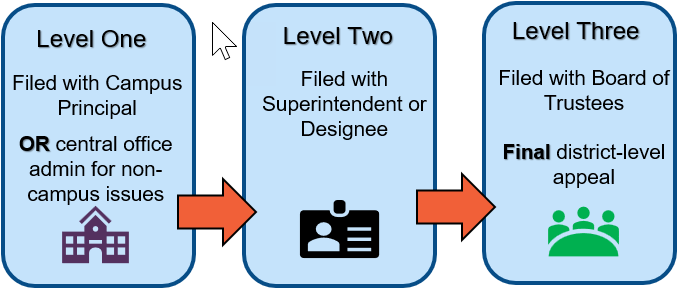 Level One
Filed with Campus
Principal
OR central office
admin for non-
campus issues
Level Two
Filed with
Superintendent or
Designee
Level Three
Filed with Board of
Trustees
Final district-level
appeal